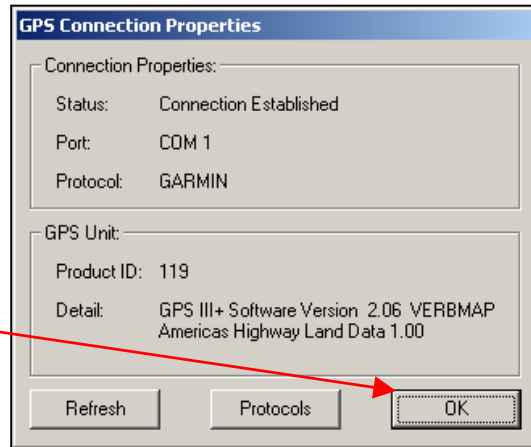 GPS Connection Properties
Connection Properties:
Status: Connection Established
Port: COM 1
Protocol: GARMIN
GPS Unit:
Product ID: 119
Detail: GPS III+ Software Version 2.06 VERBMAP
Americas Highway Land Data 1.00
Refresh Protocols OK